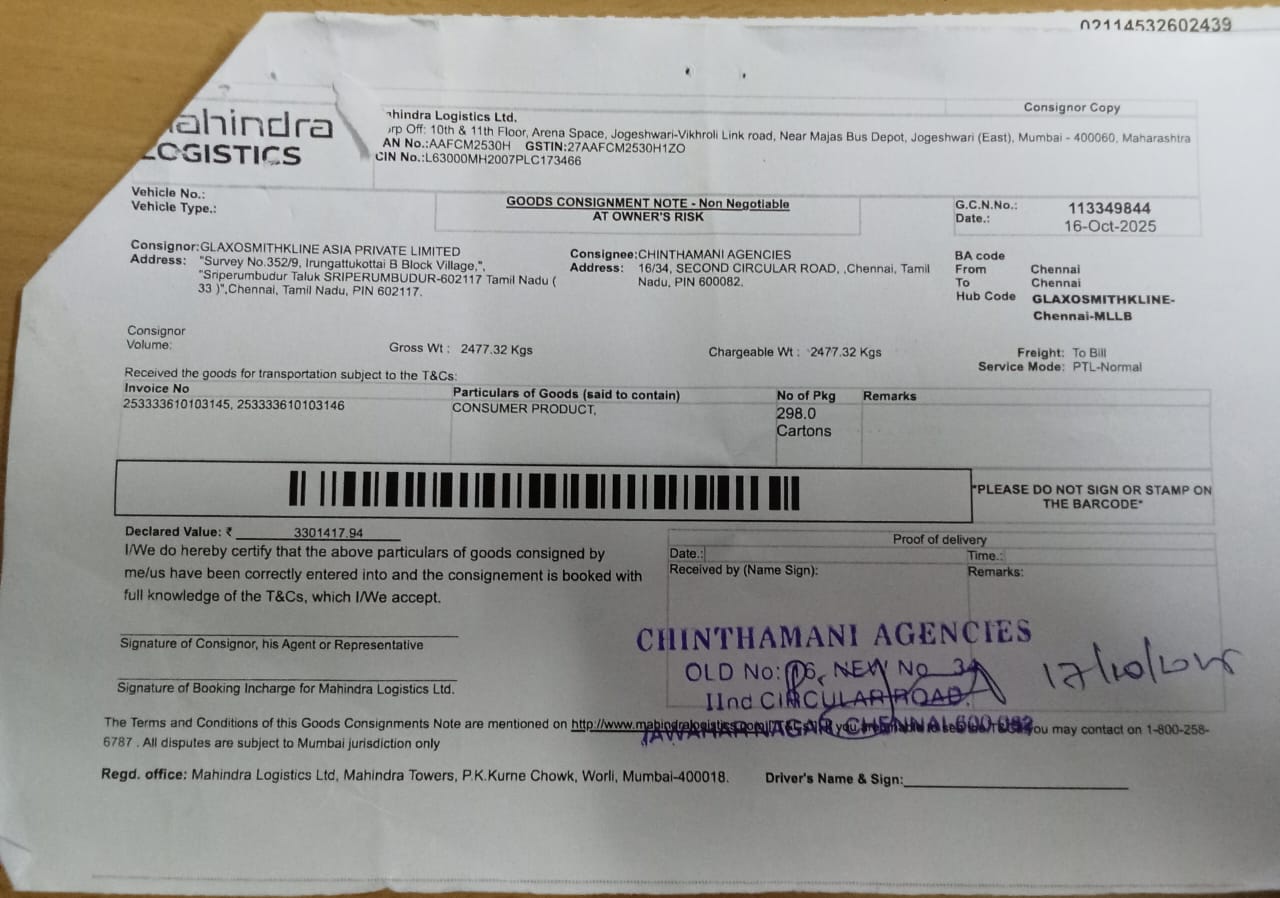 02114532602439
Consignor Copy
ahindra
LOGISTICS
hindra Logistics Ltd.
rp Off: 10th & 11th Floor, Arena Space, Jogeshwari-Vikhroli Link road, Near Majas Bus Depot, Jogeshwari (East), Mumbai - 400060, Maharashtra
AN No.:AAFCM2530H GSTIN:27AAFCM2530H1ZO
CIN No.:L63000MH2007PLC173466
Vehicle No.:
Vehicle Type.:
GOODS CONSIGNMENT NOTE - Non Negotiable
AT OWNER'S RISK
G.C.N.No.: 113349844
Date.: 16-Oct-2025
Consignor:GLAXOSMITHKLINE ASIA PRIVATE LIMITED
Address: "Survey No.352/9, Irungattukottai B Block Village,",
"Sriperumbudur Taluk SRIPERUMBUDUR-602117 Tamil Nadu (
33 )",Chennai, Tamil Nadu, PIN 602117.
Consignee:CHINTHAMANI AGENCIES
Address: 16/34, SECOND CIRCULAR ROAD, ,Chennai, Tamil
Nadu, PIN 600082.
BA code
From Chennai
To Chennai
Hub Code GLAXOSMITHKLINE-
Chennai-MLLB
Consignor
Volume:
Gross Wt : 2477.32 Kgs
Chargeable Wt : 2477.32 Kgs
Freight: To Bill
Service Mode: PTL-Normal
Received the goods for transportation subject to the T&Cs:
Invoice No Particulars of Goods (said to contain) No of Pkg Remarks
253333610103145, 253333610103146 CONSUMER PRODUCT, 298.0
Cartons
*PLEASE DO NOT SIGN OR STAMP ON
THE BARCODE*
Declared Value: ₹ 3301417.94
I/We do hereby certify that the above particulars of goods consigned by
me/us have been correctly entered into and the consignement is booked with
full knowledge of the T&Cs, which I/We accept.
Proof of delivery
Date.: Time.:
Received by (Name Sign): Remarks:
Signature of Consignor, his Agent or Representative
Signature of Booking Incharge for Mahindra Logistics Ltd.
CHINTHAMANI AGENCIES
OLD No: NEW No 34
IInd CIRCULAR ROAD.
JAWAHAR NAGAR, CHENNAI-600 082
17/10/2025
The Terms and Conditions of this Goods Consignments Note are mentioned on http://www.mahindralogistics.com you may contact on 1-800-258-
6787 . All disputes are subject to Mumbai jurisdiction only
Regd. office: Mahindra Logistics Ltd, Mahindra Towers, P.K.Kurne Chowk, Worli, Mumbai-400018. Driver's Name & Sign: